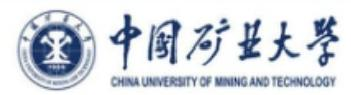 中国矿业大学
CHINA UNIVERSITY OF MINING AND TECHNOLOGY